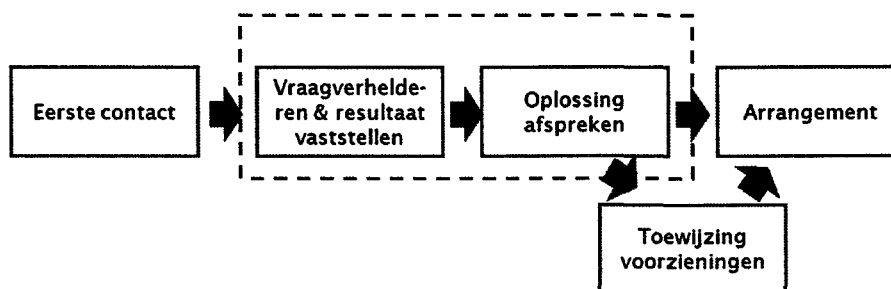 Eerste contact
Vraagverhelde-
ren & resultaat
vaststellen
Oplossing
afspreken
Arrangement
Toewijzing
voorzieningen